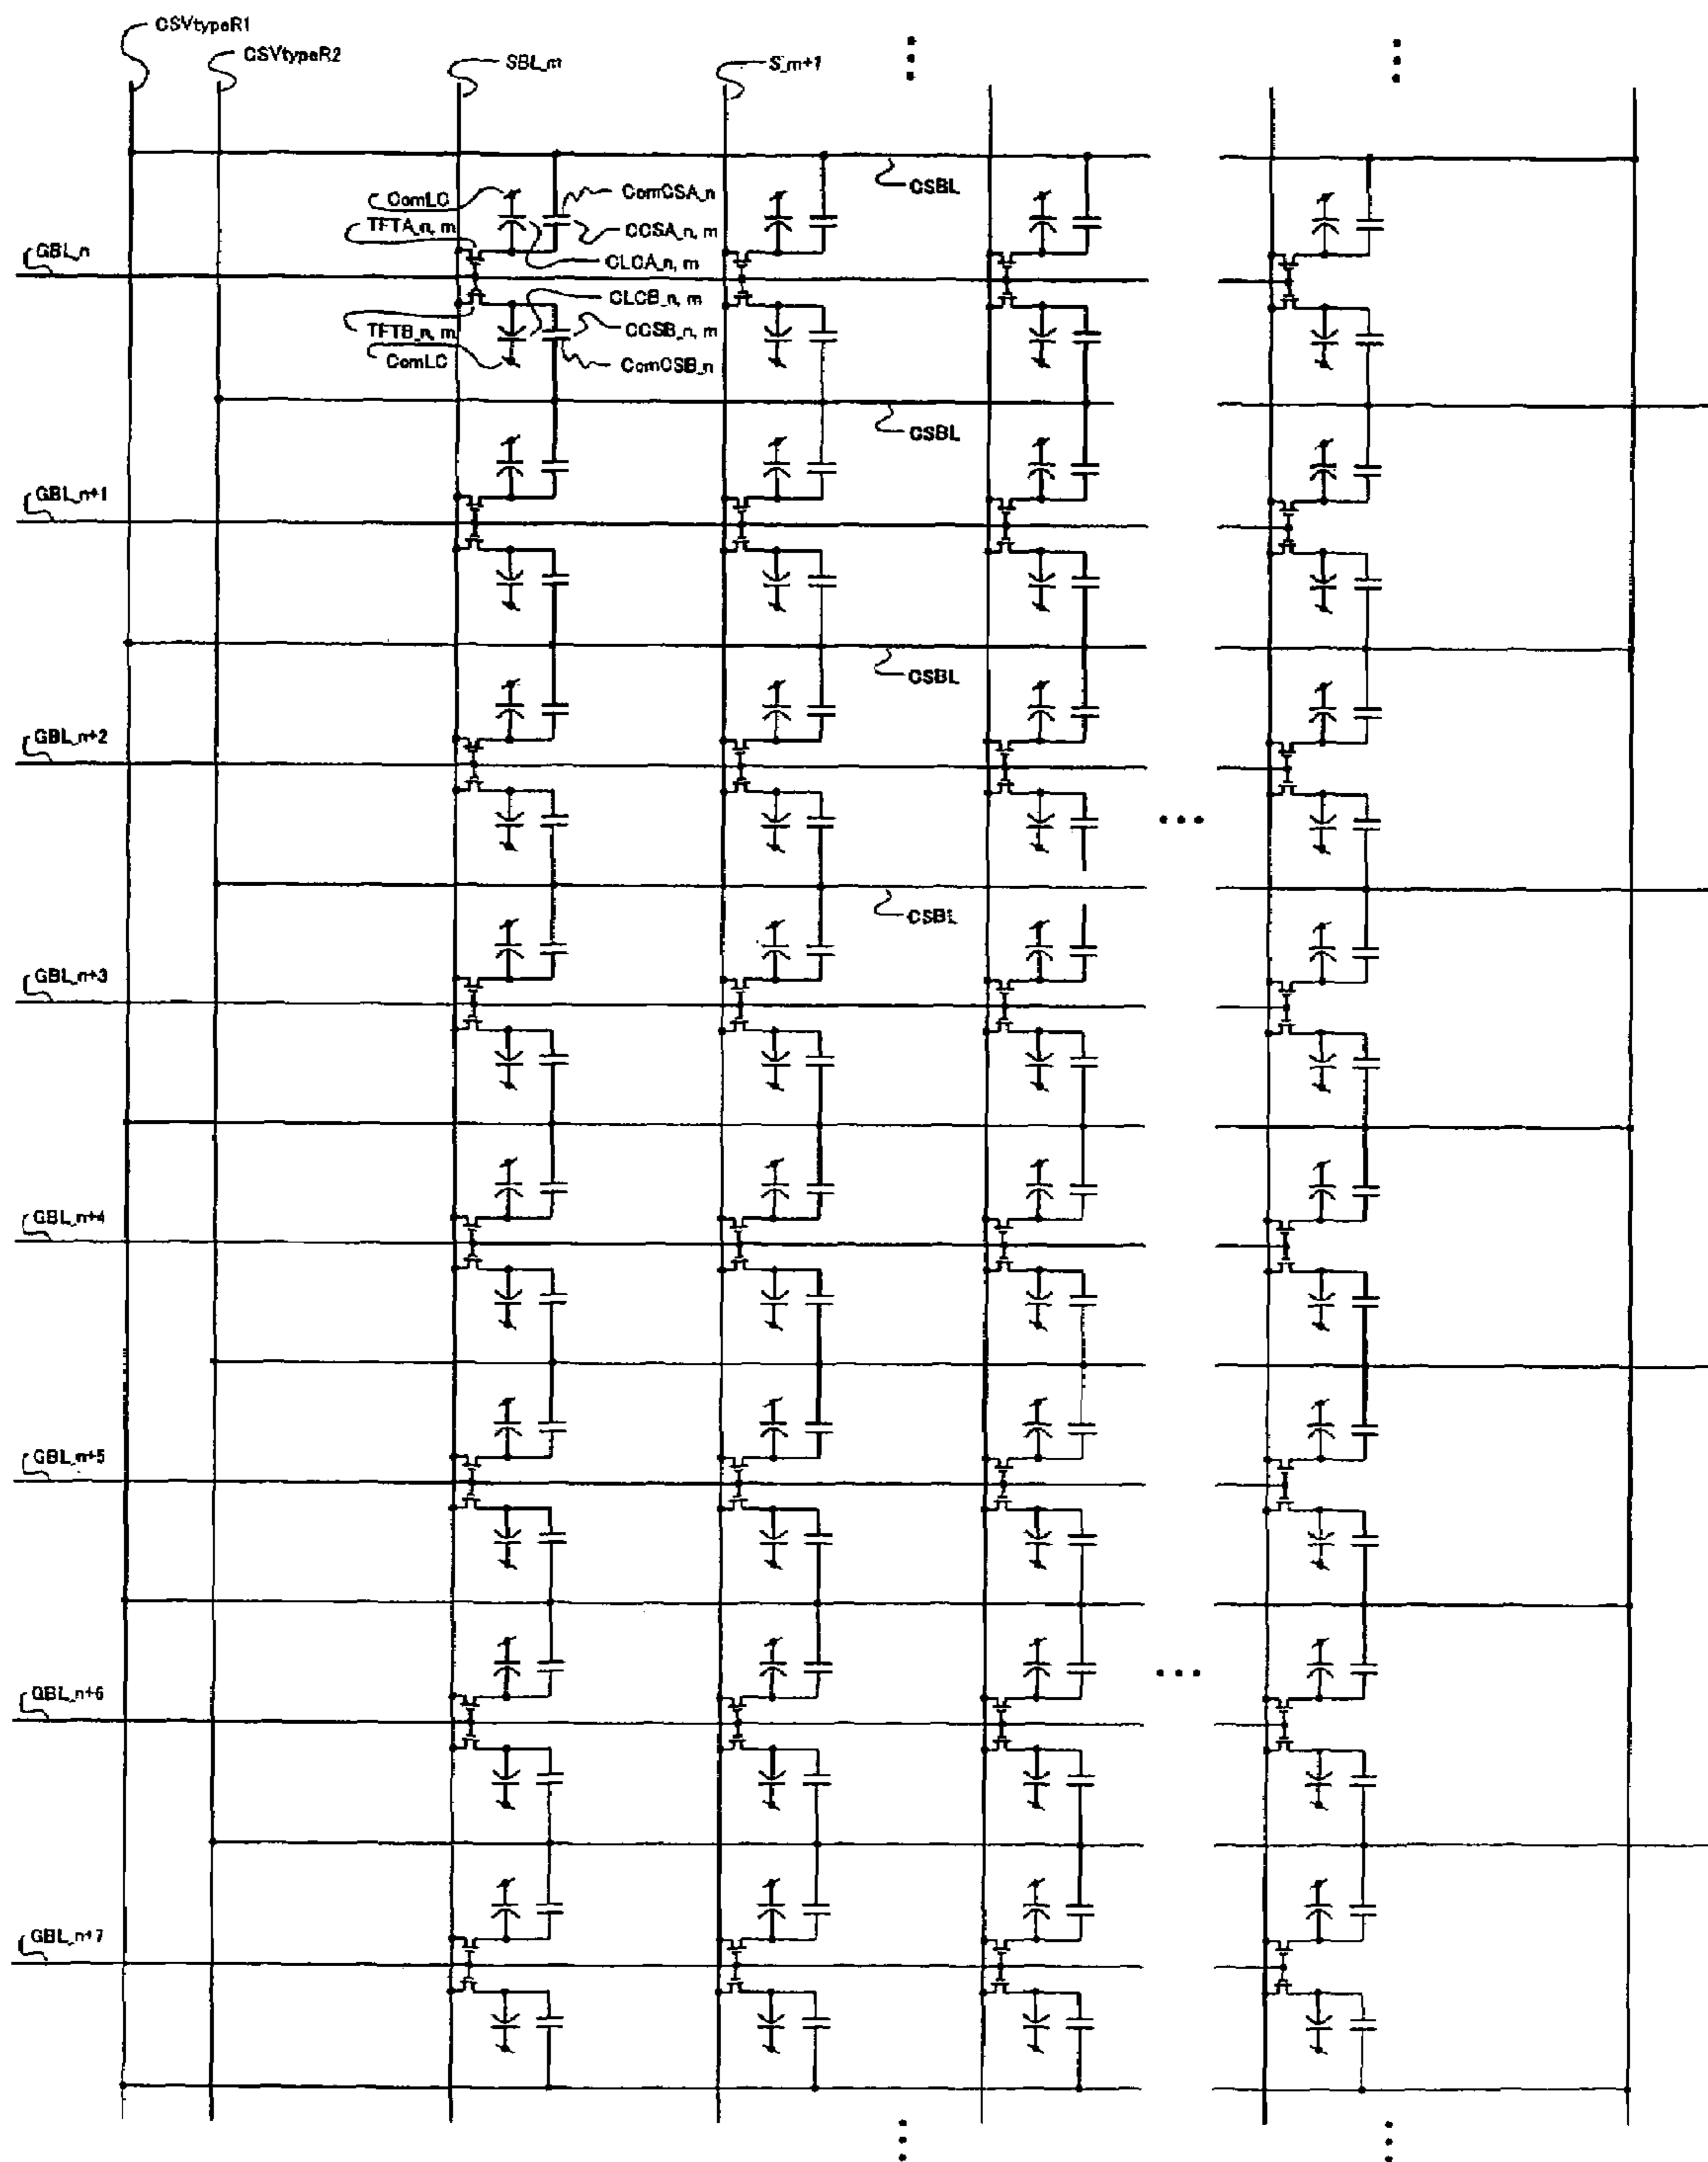 CSVtypeR1
CSVtypeR2
SBL_m
S_m+1
CSBL
ComLC
ComCSA_n
TFTA_n, m
CCSA_n, m
GBL_n
CLCA_n, m
CLCB_n, m
TFTB_n, m
CCSB_n, m
ComLC
ComCSB_n
CSBL
GBL_n+1
CSBL
GBL_n+2
CSBL
GBL_n+3
GBL_n+4
GBL_n+5
GBL_n+6
GBL_n+7